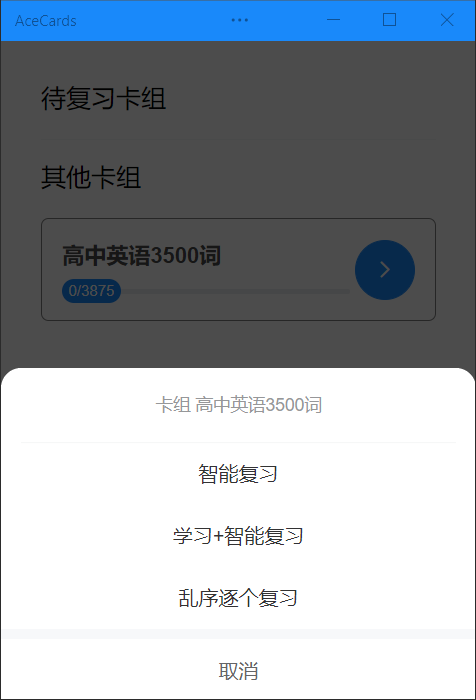 AceCards
待复习卡组
其他卡组
高中英语3500词
0/3875
卡组 高中英语3500词
智能复习
学习+智能复习
乱序逐个复习
取消